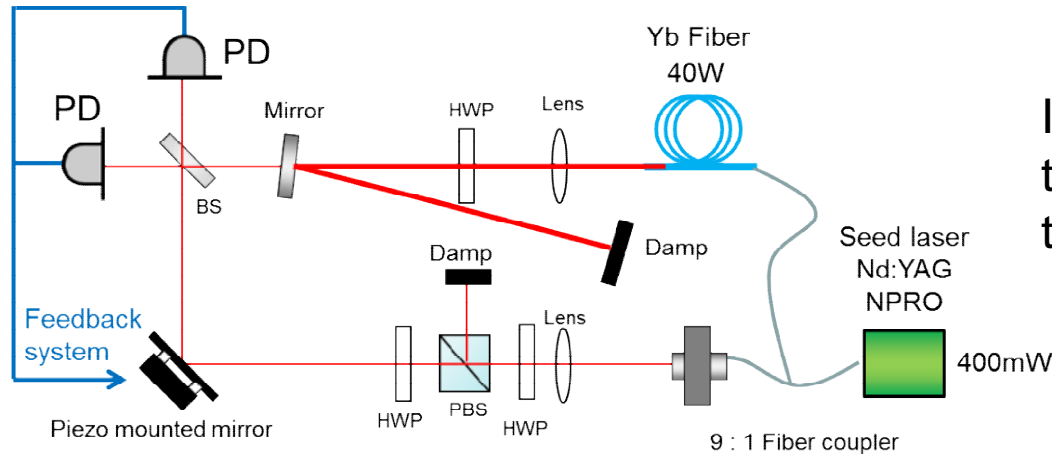 PD
PD
Mirror
HWP
Lens
Yb Fiber
40W
BS
Damp
Damp
Seed laser
Nd:YAG
NPRO
400mW
Feedback
system
Lens
HWP
PBS
HWP
Piezo mounted mirror
9 : 1 Fiber coupler
I
t
t